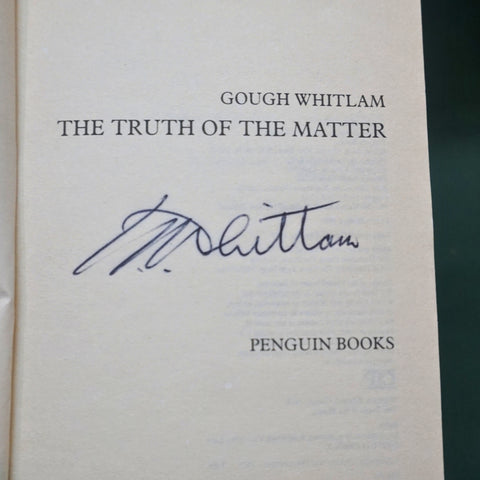 GOUGH WHITLAM
THE TRUTH OF THE MATTER
Whitlam
PENGUIN BOOKS